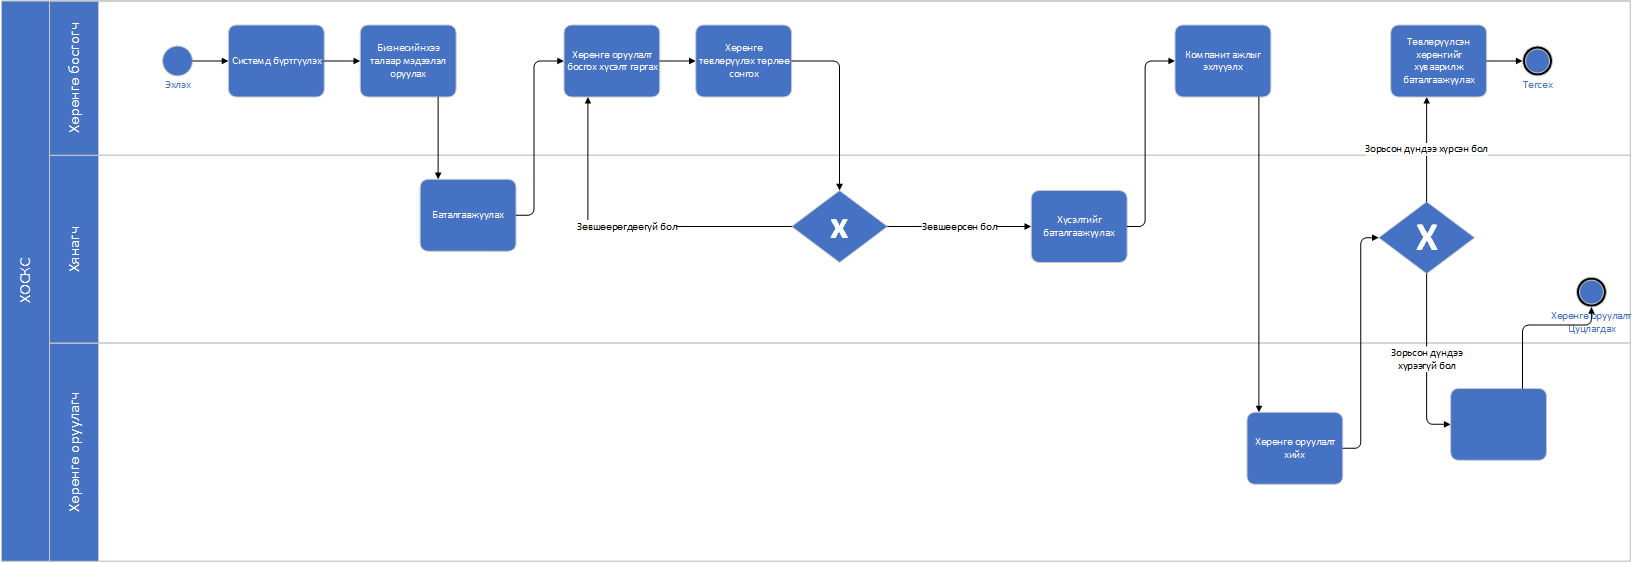 ХОСКС
Хөрөнгө босгогч
Хянагч
Хөрөнгө оруулагч
Эхлэх
Системд бүртгүүлэх
Бизнесийнхээ
талаар мэдээлэл
оруулах
Баталгаажуулах
Хөрөнгө оруулалт
босгох хүсэлт гаргах
Хөрөнгө
төвлөрүүлэх төрлөө
сонгох
X
Зөвшөөрөгдөөгүй бол
Зөвшөөрсөн бол
Хүсэлтийг
баталгаажуулах
Компанит ажлыг
эхлүүэлх
Хөрөнгө оруулалт
хийх
X
Зорьсон дүндээ хүрсэн бол
Төвлөрүүлсэн
хөрөнгийг
хуваарилж
баталгаажуулах
Төгсөх
Зорьсон дүндээ
хүрээгүй бол
Хөрөнгө оруулалт
Цуцлагдах